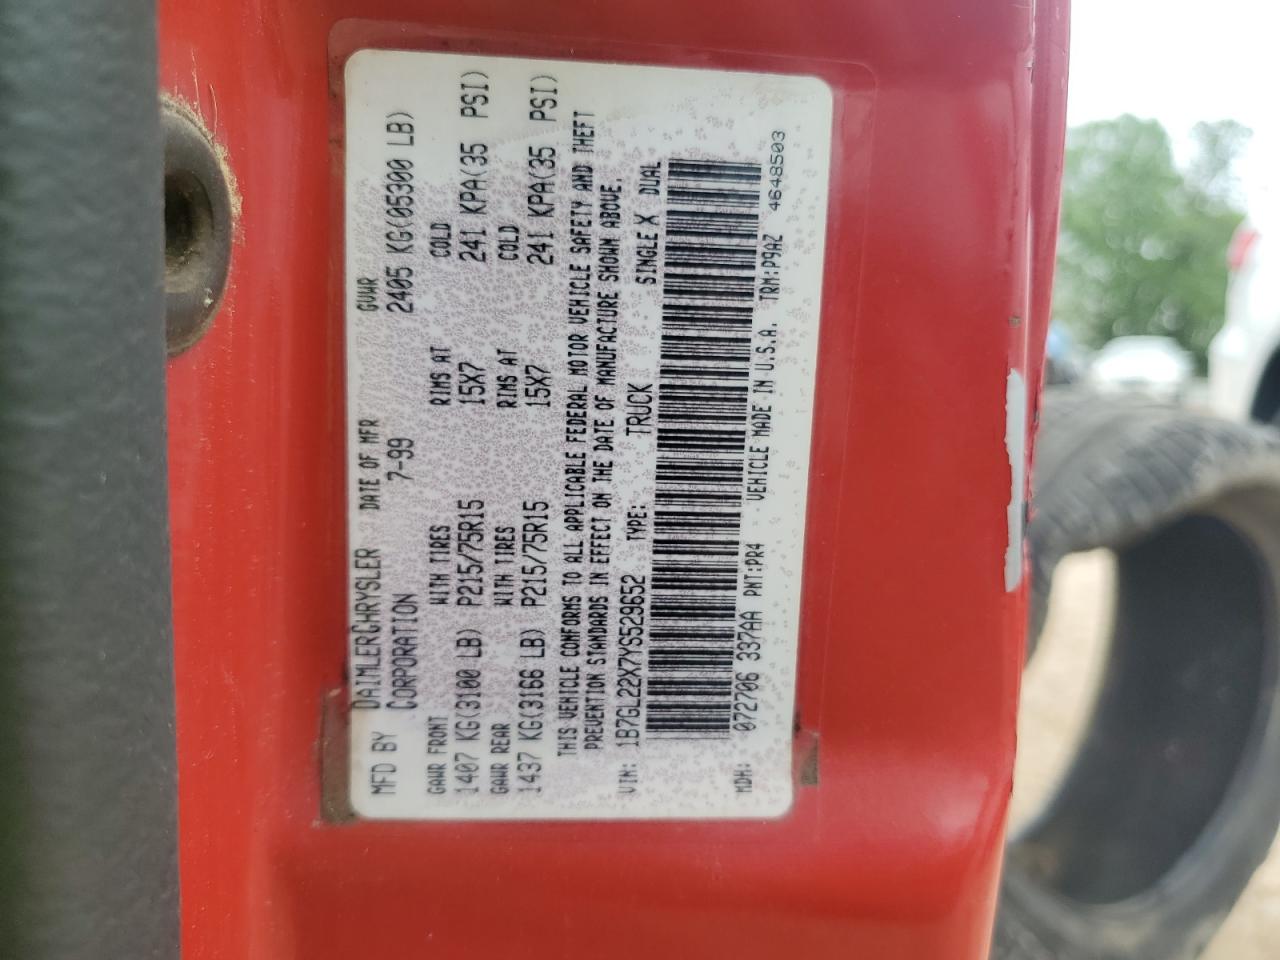 MFD BY DAIMLERCHRYSLER DATE OF MFR GVWR
CORPORATION 7-99 2405 KG(05300 LB)
GAWR FRONT WITH TIRES RIMS AT COLD
1407 KG(3100 LB) P215/75R15 15X7 241 KPA(35 PSI)
GAWR REAR WITH TIRES RIMS AT COLD
1437 KG(3166 LB) P215/75R15 15X7 241 KPA(35 PSI)
THIS VEHICLE CONFORMS TO ALL APPLICABLE FEDERAL MOTOR VEHICLE SAFETY AND THEFT
PREVENTION STANDARDS IN EFFECT ON THE DATE OF MANUFACTURE SHOWN ABOVE.
VIN: 1B7GL22X7YS529652 TYPE: TRUCK SINGLE X DUAL
MDH: 072706 337AA PNT:PR4 VEHICLE MADE IN U.S.A. TRM:P9AZ 4648503